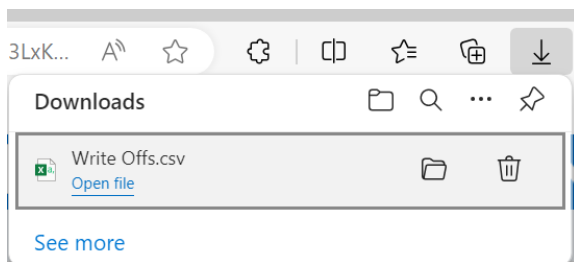 3LxK...
Downloads
Write Offs.csv
Open file
See more